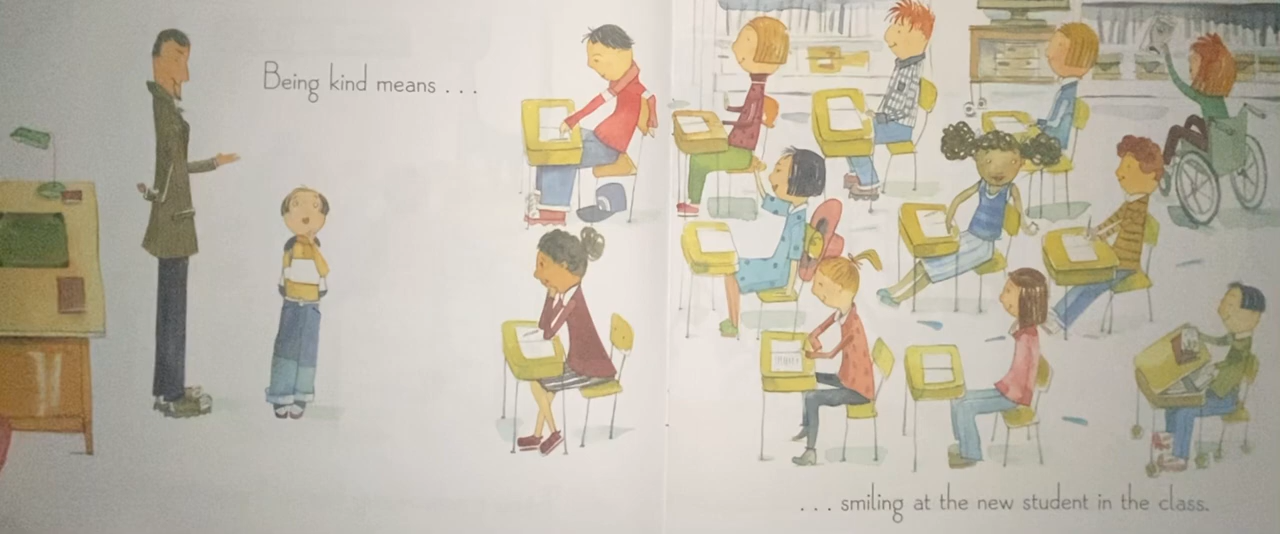 Being kind means . . .
. . . smiling at the new student in the class.